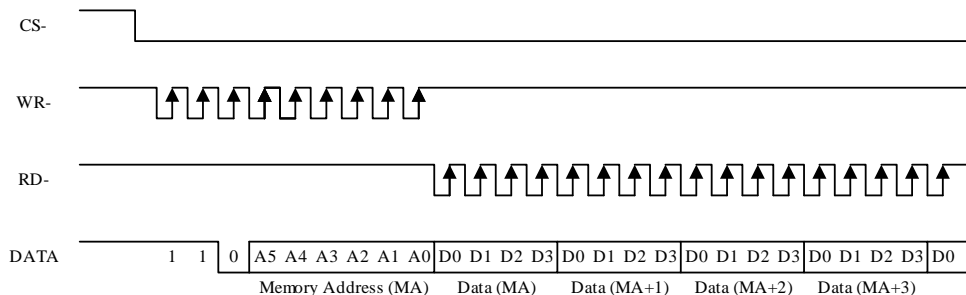 CS-
WR-
RD-
DATA 1 1 0 A5 A4 A3 A2 A1 A0 D0 D1 D2 D3 D0 D1 D2 D3 D0 D1 D2 D3 D0 D1 D2 D3 D0
Memory Address (MA) Data (MA) Data (MA+1) Data (MA+2) Data (MA+3)